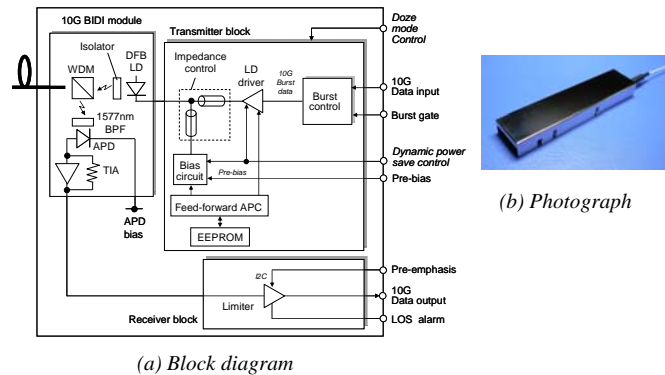 10G BIDI module
Transmitter block
Doze
mode
Control
Isolator
DFB
LD
WDM
Impedance
control
LD
driver
10G
Burst
data
Burst
control
10G
Data input
Burst gate
1577nm
BPF
APD
TIA
Bias
circuit
Pre-bias
Dynamic power
save control
Pre-bias
Feed-forward APC
EEPROM
APD
bias
Pre-emphasis
I2C
Limiter
10G
Data output
LOS alarm
Receiver block
(a) Block diagram
(b) Photograph